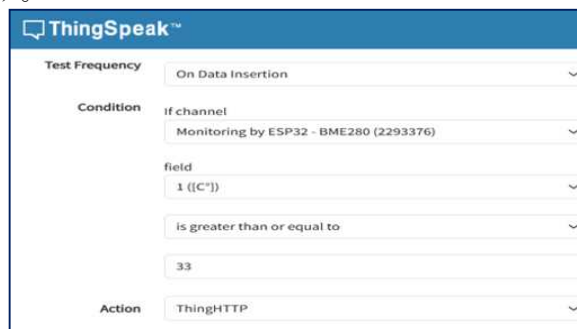 ThingSpeak™
Test Frequency
On Data Insertion
Condition
If channel
Monitoring by ESP32 - BME280 (2293376)
field
1 ([C°])
is greater than or equal to
33
Action
ThingHTTP